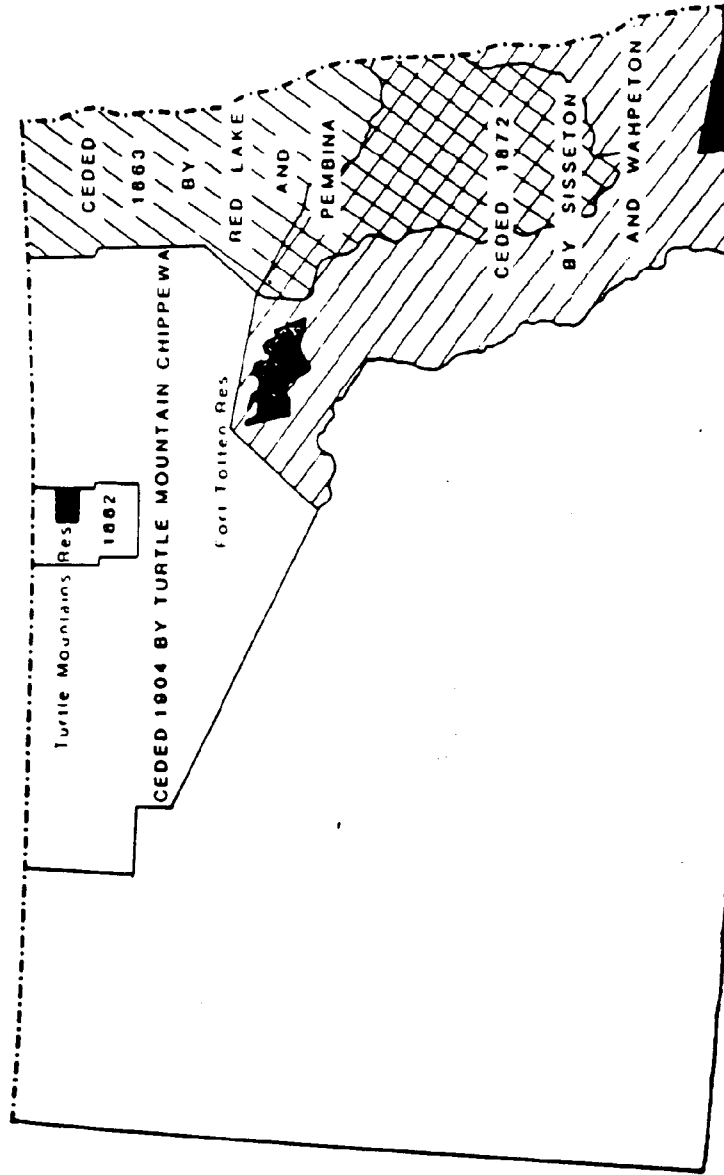 CEDED
1863
BY
RED LAKE
AND
PEMBINA
CEDED 1872
BY SISSETON
AND WAHPETON
Turtle Mountains Res
1882
CEDED 1904 BY TURTLE MOUNTAIN CHIPPEWA
Fort Totten Res